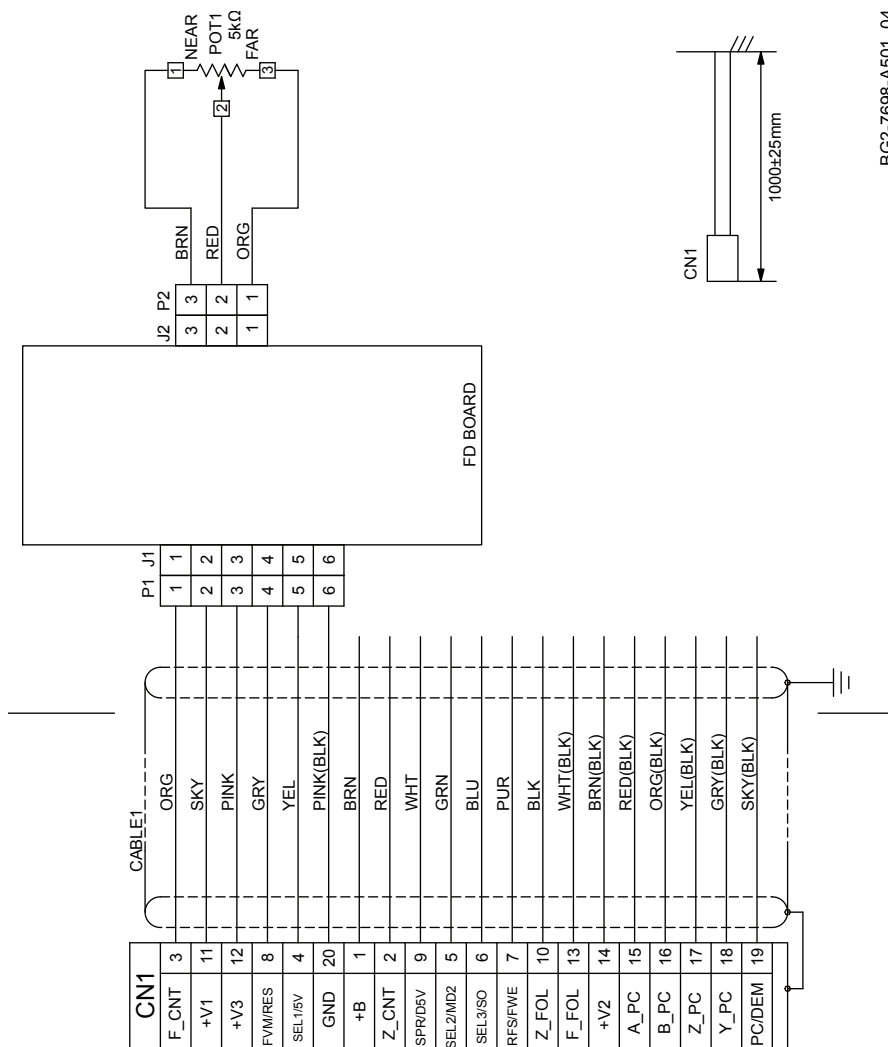 NEAR
POT1
5kΩ
FAR
1
2
3
BRN
RED
ORG
J2 P2
3 3
2 2
1 1
FD BOARD
P1 J1
1 1
2 2
3 3
4 4
5 5
6 6
CABLE1
CN1
F_CNT 3 ORG
+V1 11 SKY
+V3 12 PINK
FVM/RES 8 GRY
SEL1/5V 4 YEL
GND 20 PINK(BLK)
+B 1 BRN
Z_CNT 2 RED
SPR/D5V 9 WHT
SEL2/MD2 5 GRN
SEL3/SO 6 BLU
RFS/FWE 7 PUR
Z_FOL 10 BLK
F_FOL 13 WHT(BLK)
+V2 14 BRN(BLK)
A_PC 15 RED(BLK)
B_PC 16 ORG(BLK)
Z_PC 17 YEL(BLK)
Y_PC 18 GRY(BLK)
PC/DEM 19 SKY(BLK)
CN1
1000±25mm